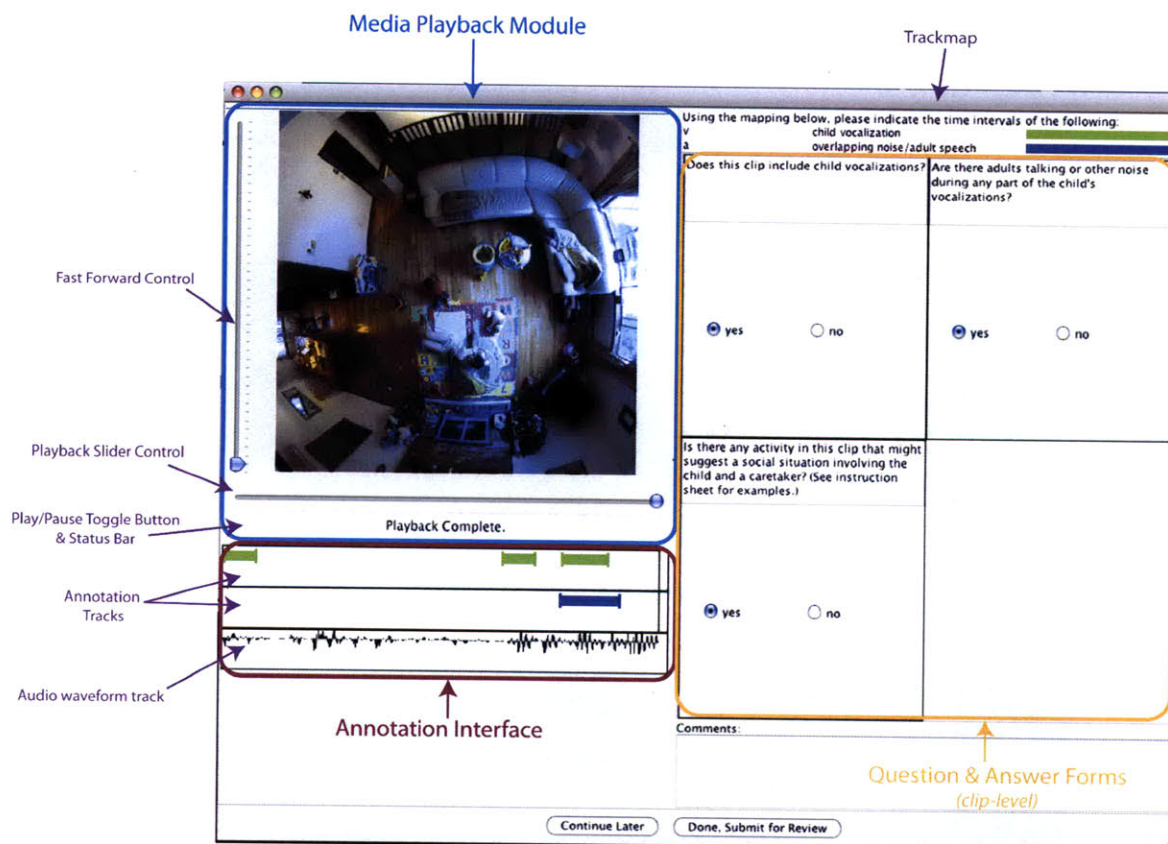 Media Playback Module
Trackmap
Using the mapping below, please indicate the time intervals of the following:
v child vocalization
a overlapping noise/adult speech
Does this clip include child vocalizations?
Are there adults talking or other noise
during any part of the child's
vocalizations?
Fast Forward Control
yes no
yes no
Is there any activity in this clip that might
suggest a social situation involving the
child and a caretaker? (See instruction
sheet for examples.)
Playback Slider Control
Play/Pause Toggle Button
& Status Bar
Playback Complete.
Annotation
Tracks
yes no
Audio waveform track
Annotation Interface
Comments:
Question & Answer Forms
(clip-level)
Continue Later
Done, Submit for Review